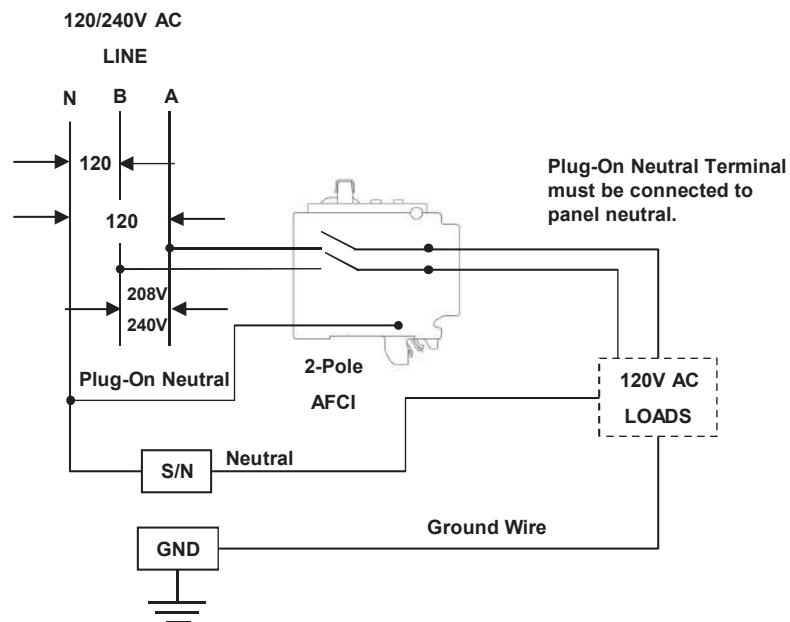 120/240V AC
LINE
N B A
120
120
208V
240V
Plug-On Neutral Terminal
must be connected to
panel neutral.
Plug-On Neutral
2-Pole
AFCI
120V AC
LOADS
S/N
Neutral
Ground Wire
GND